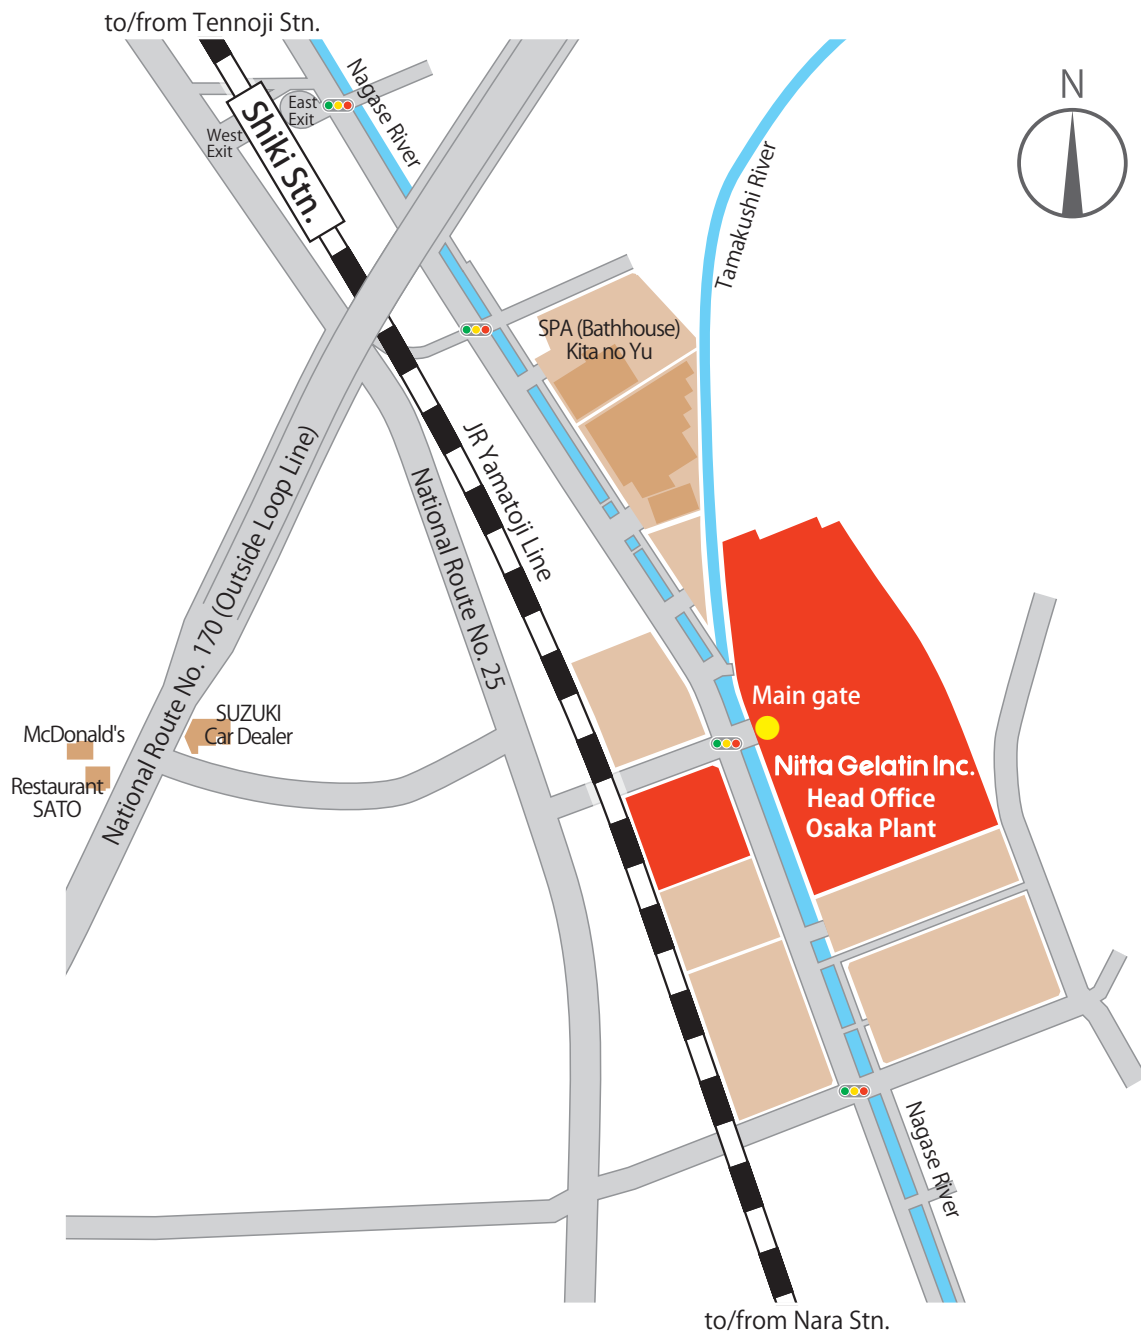 to/from Tennoji Stn.
N
Nagase River
East
Exit
West
Exit
Shiki Stn.
Tamakushi River
SPA (Bathhouse)
Kita no Yu
JR Yamatoji Line
National Route No. 170 (Outside Loop Line)
National Route No. 25
Main gate
SUZUKI
Car Dealer
McDonald's
Restaurant
SATO
Nitta Gelatin Inc.
Head Office
Osaka Plant
Nagase River
to/from Nara Stn.